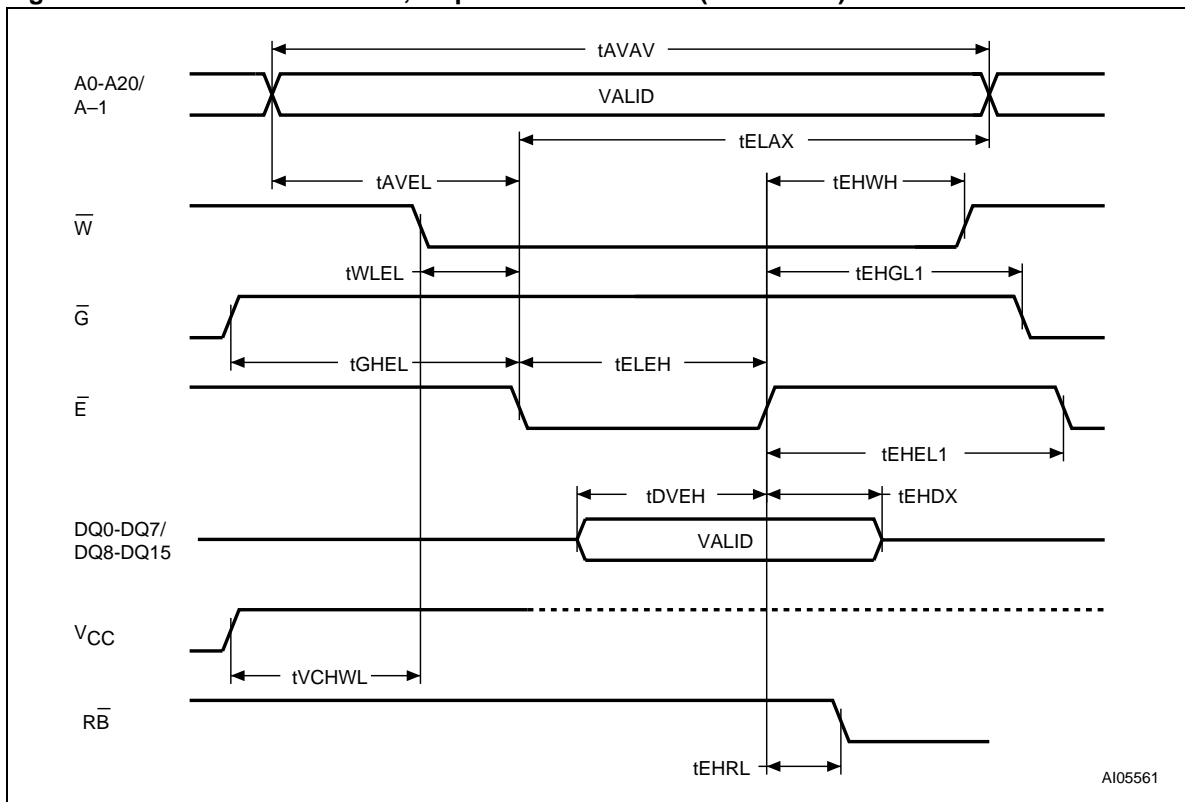 tAVAV
A0-A20/
A–1
VALID
tELAX
tAVEL
tEHWH
W̅
tWLEL
tEHGL1
G̅
tGHEL
tELEH
E̅
tEHEL1
tDVEH
tEHDX
DQ0-DQ7/
DQ8-DQ15
VALID
VCC
tVCHWL
RB̅
tEHRL
AI05561